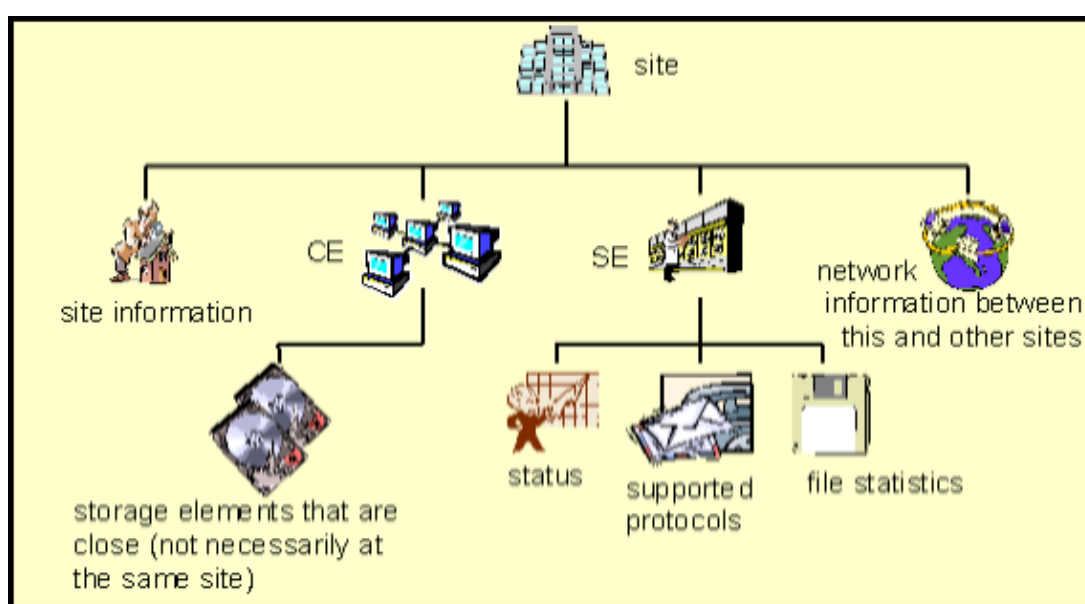 site
CE
SE
site information
network
information between
this and other sites
status
supported
protocols
file statistics
storage elements that are
close (not necessarily at
the same site)